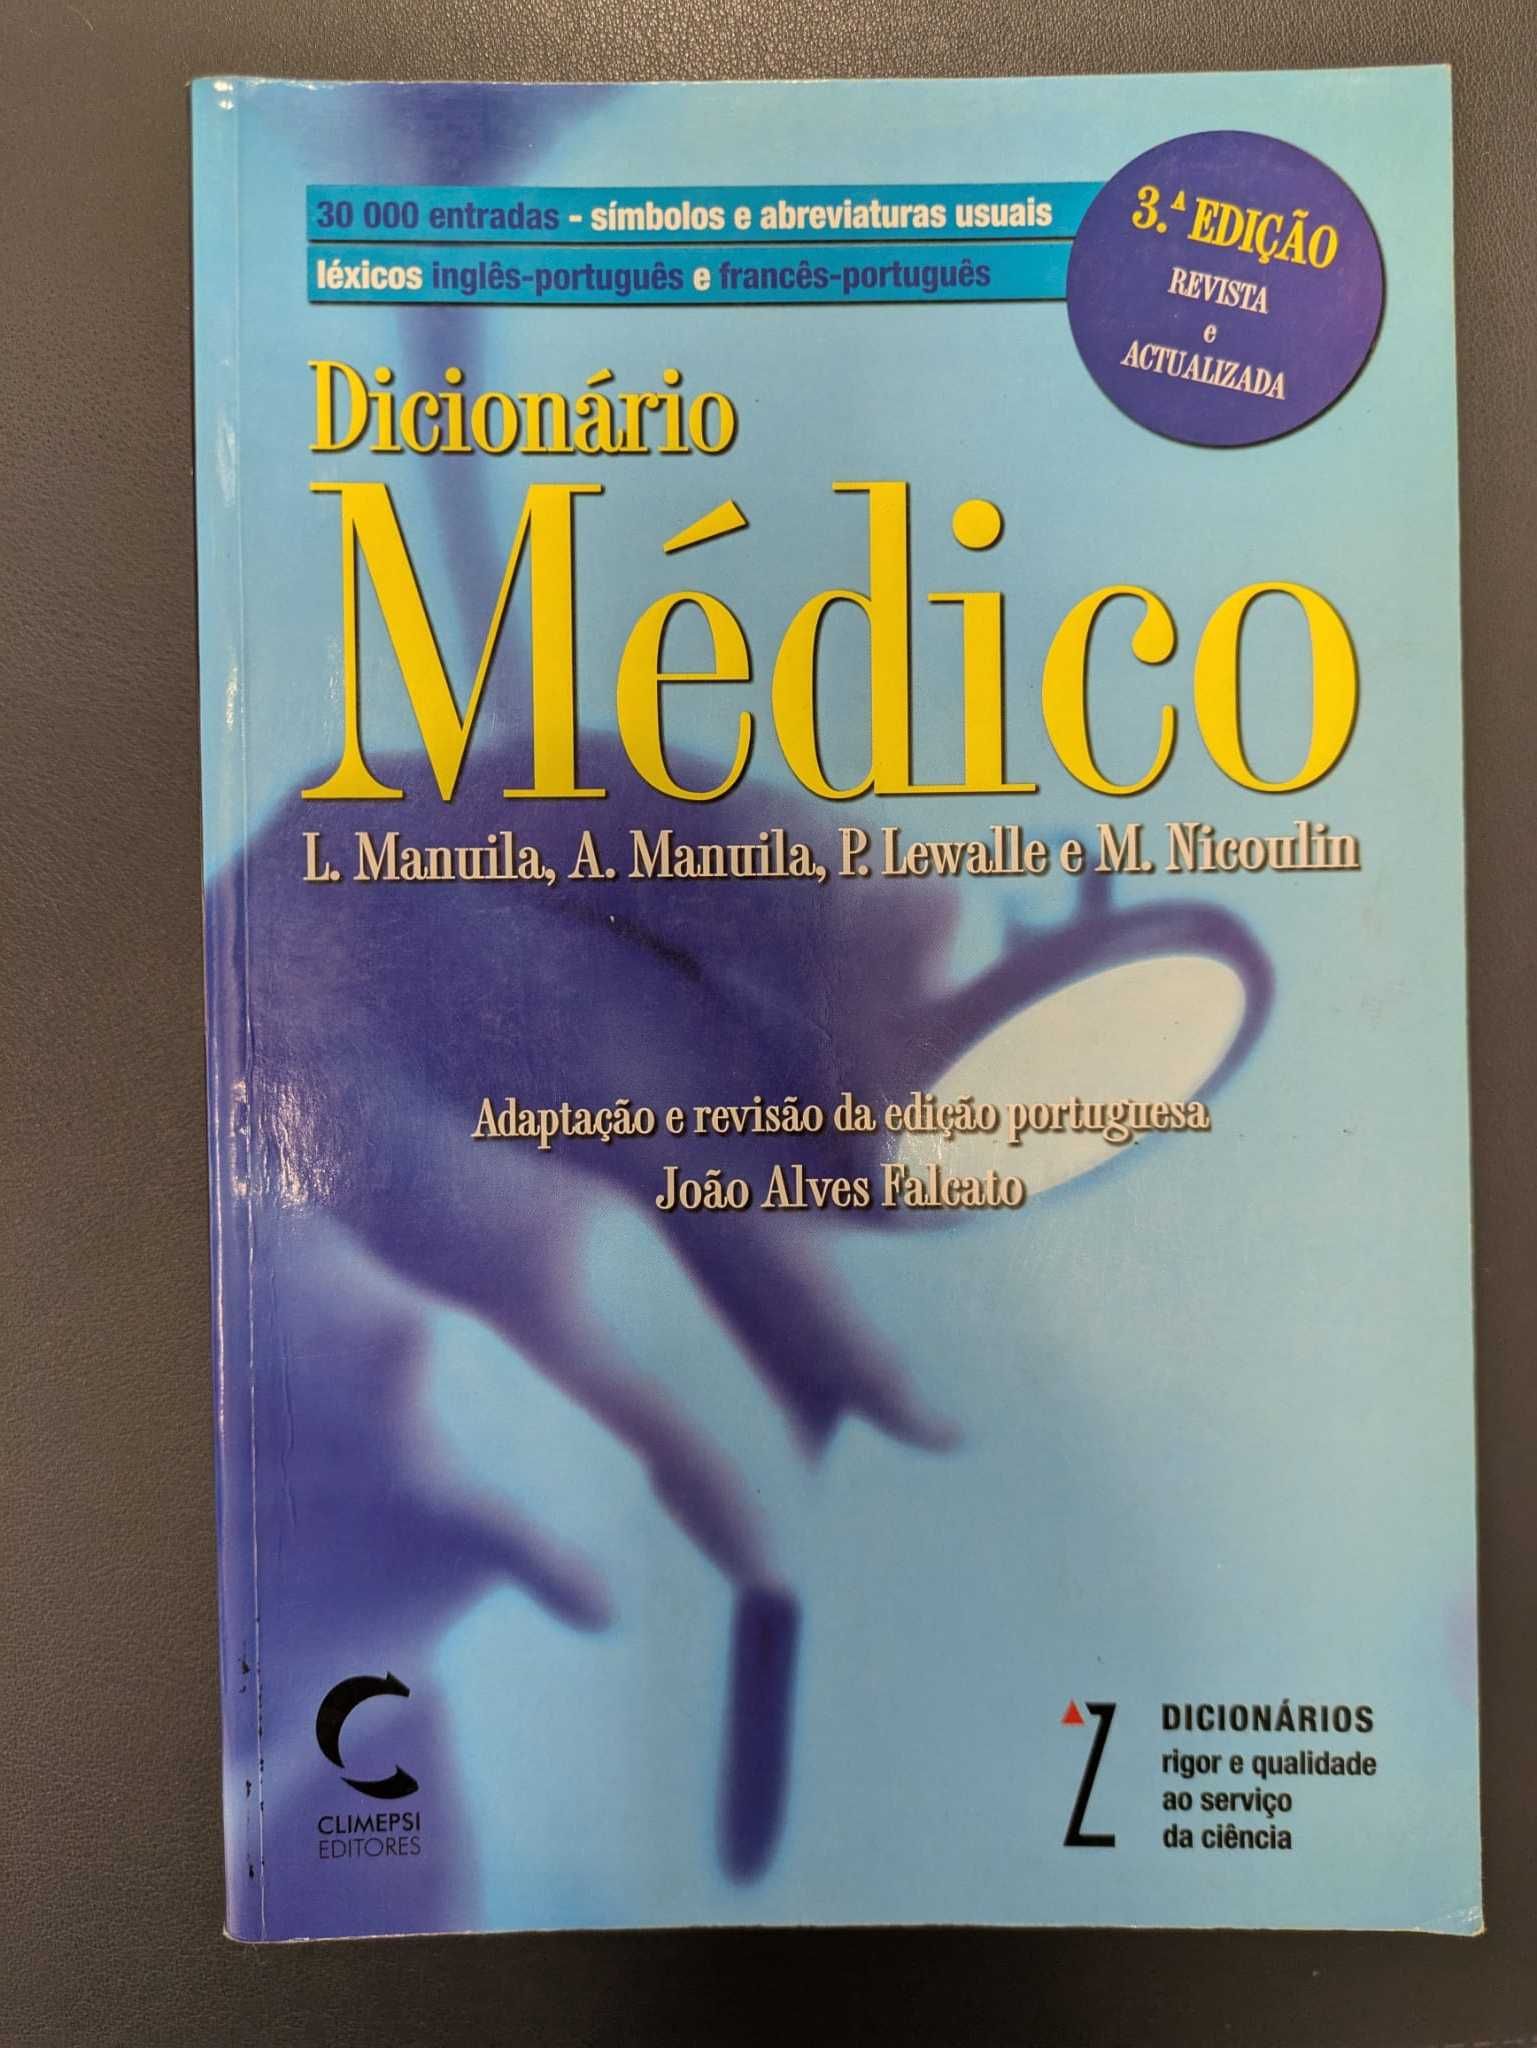 30 000 entradas - símbolos e abreviaturas usuais
léxicos inglês-português e francês-português
3.ª EDIÇÃO
REVISTA
e
ACTUALIZADA
Dicionário
Médico
L. Manuila, A. Manuila, P. Lewalle e M. Nicoulin
Adaptação e revisão da edição portuguesa
João Alves Falcato
CLIMEPSI
EDITORES
Z
DICIONÁRIOS
rigor e qualidade
ao serviço
da ciência